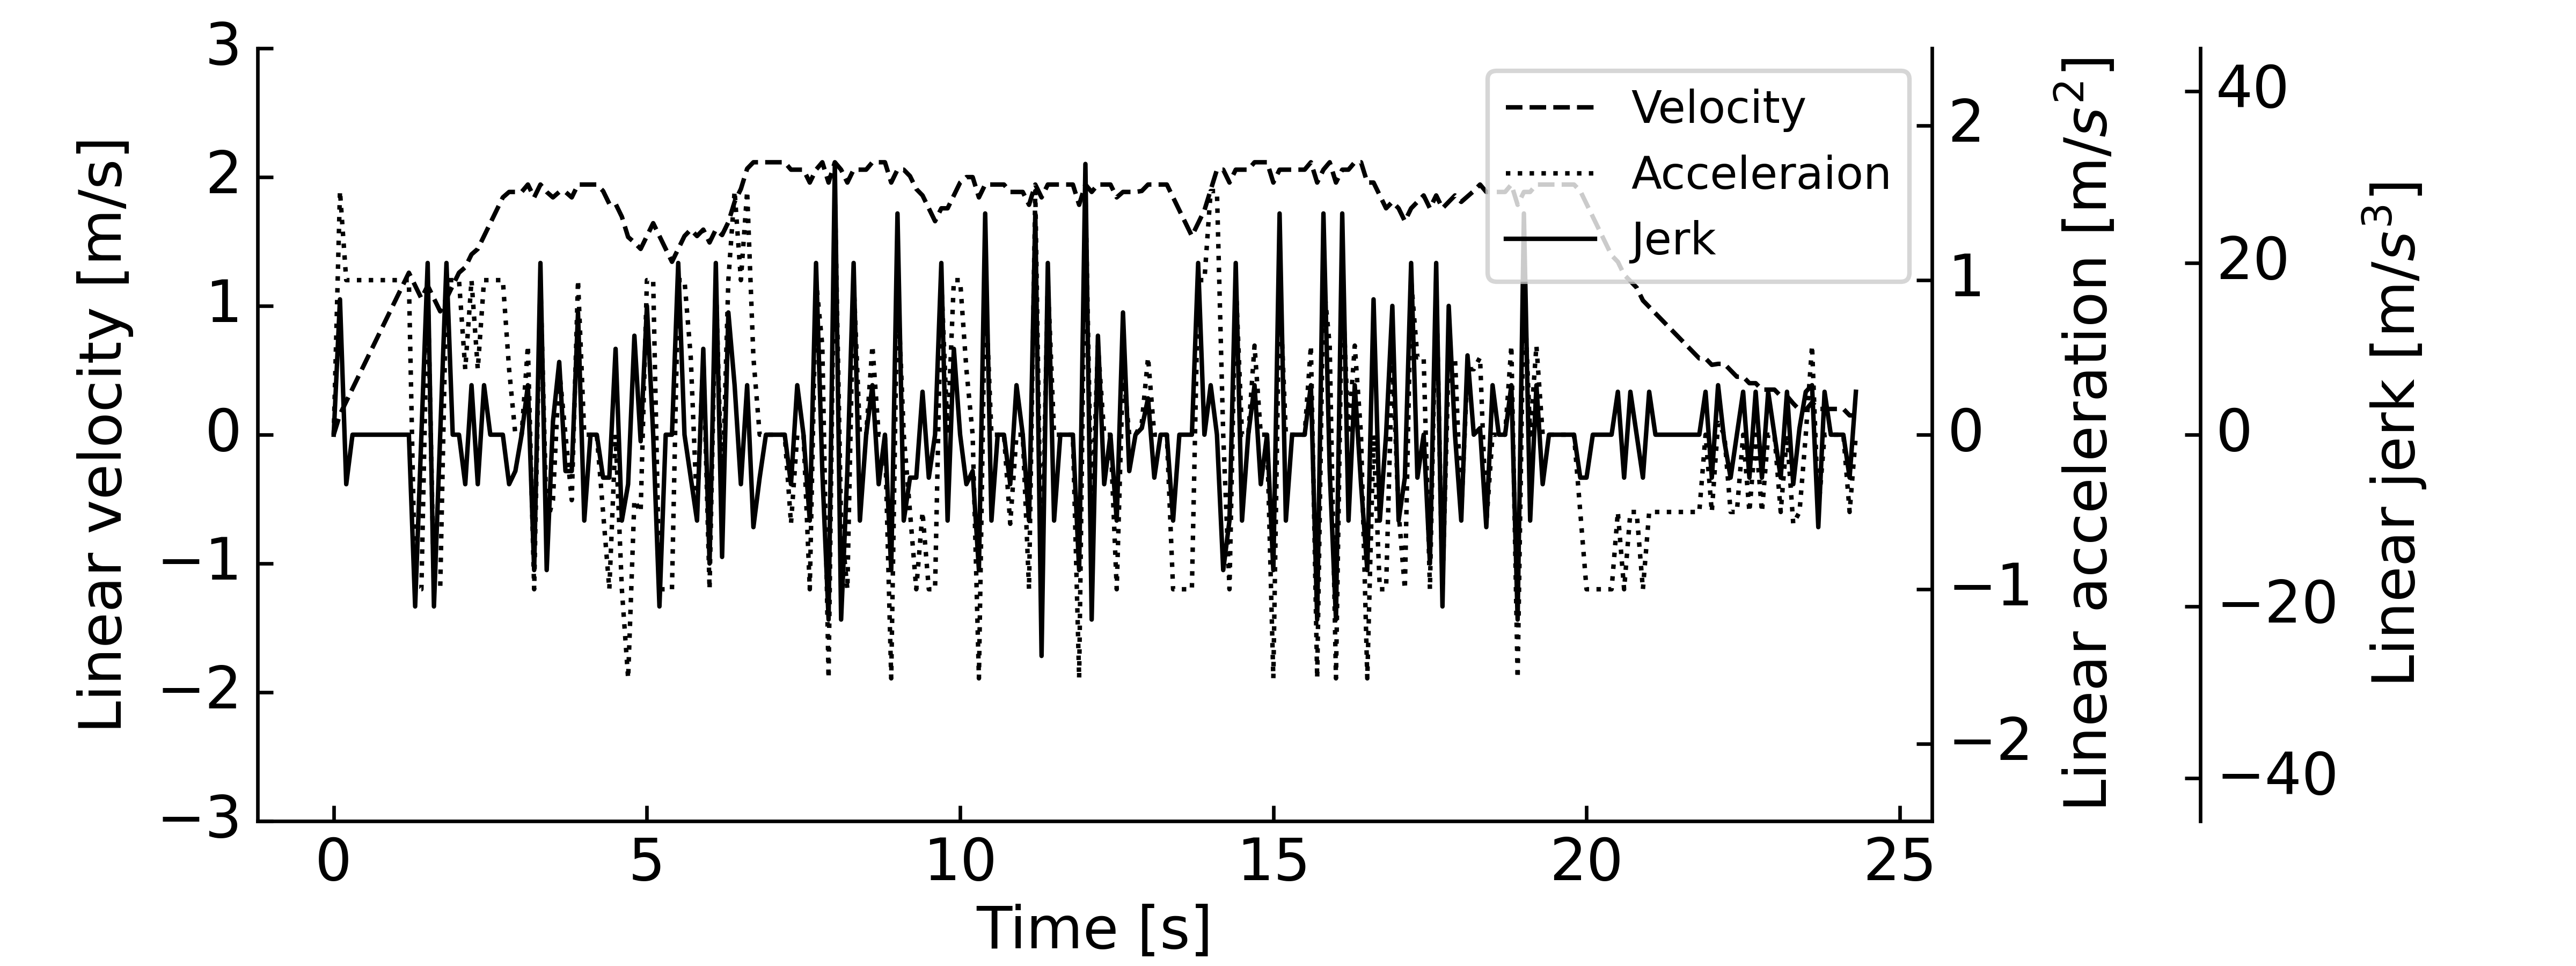 Linear velocity [m/s]
3
2
1
0
−1
−2
−3
0 5 10 15 20 25
Time [s]
Velocity
Acceleraion
Jerk
2
1
0
−1
−2
Linear acceleration [m/s²]
40
20
0
−20
−40
Linear jerk [m/s³]